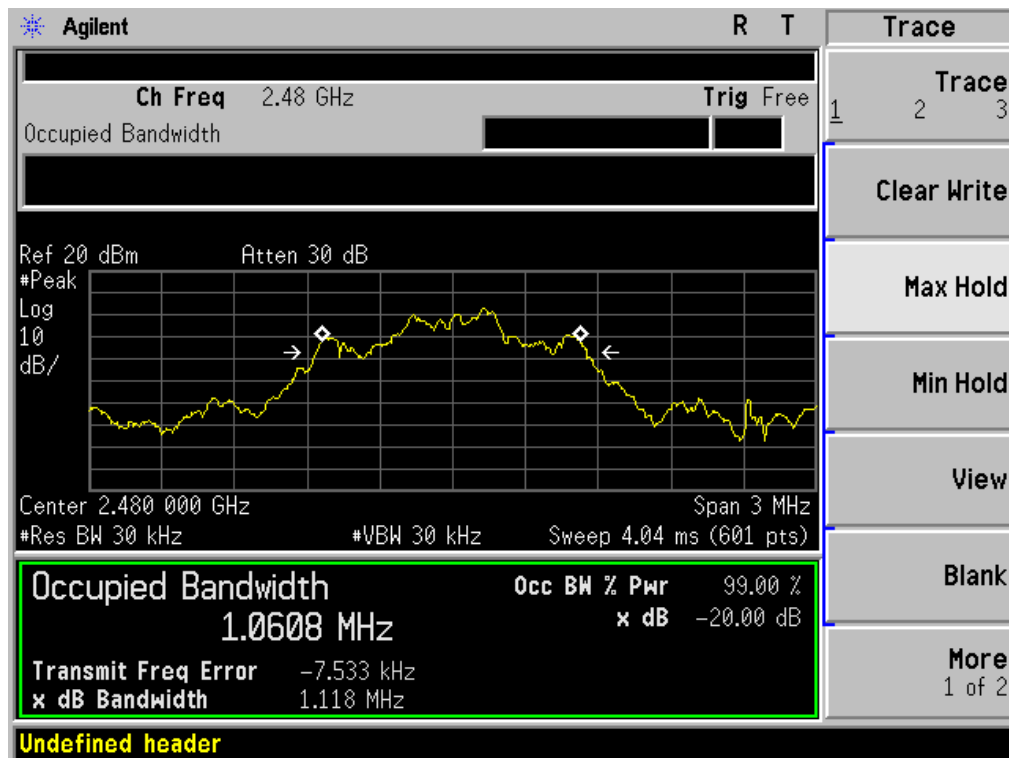 Agilent R T
Ch Freq 2.48 GHz Trig Free
Occupied Bandwidth
Ref 20 dBm Atten 30 dB
#Peak
Log
10
dB/
Center 2.480 000 GHz Span 3 MHz
#Res BW 30 kHz #VBW 30 kHz Sweep 4.04 ms (601 pts)
Occupied Bandwidth Occ BW % Pwr 99.00 %
1.0608 MHz x dB -20.00 dB
Transmit Freq Error -7.533 kHz
x dB Bandwidth 1.118 MHz
Undefined header
Trace
Trace
1 2 3
Clear Write
Max Hold
Min Hold
View
Blank
More
1 of 2